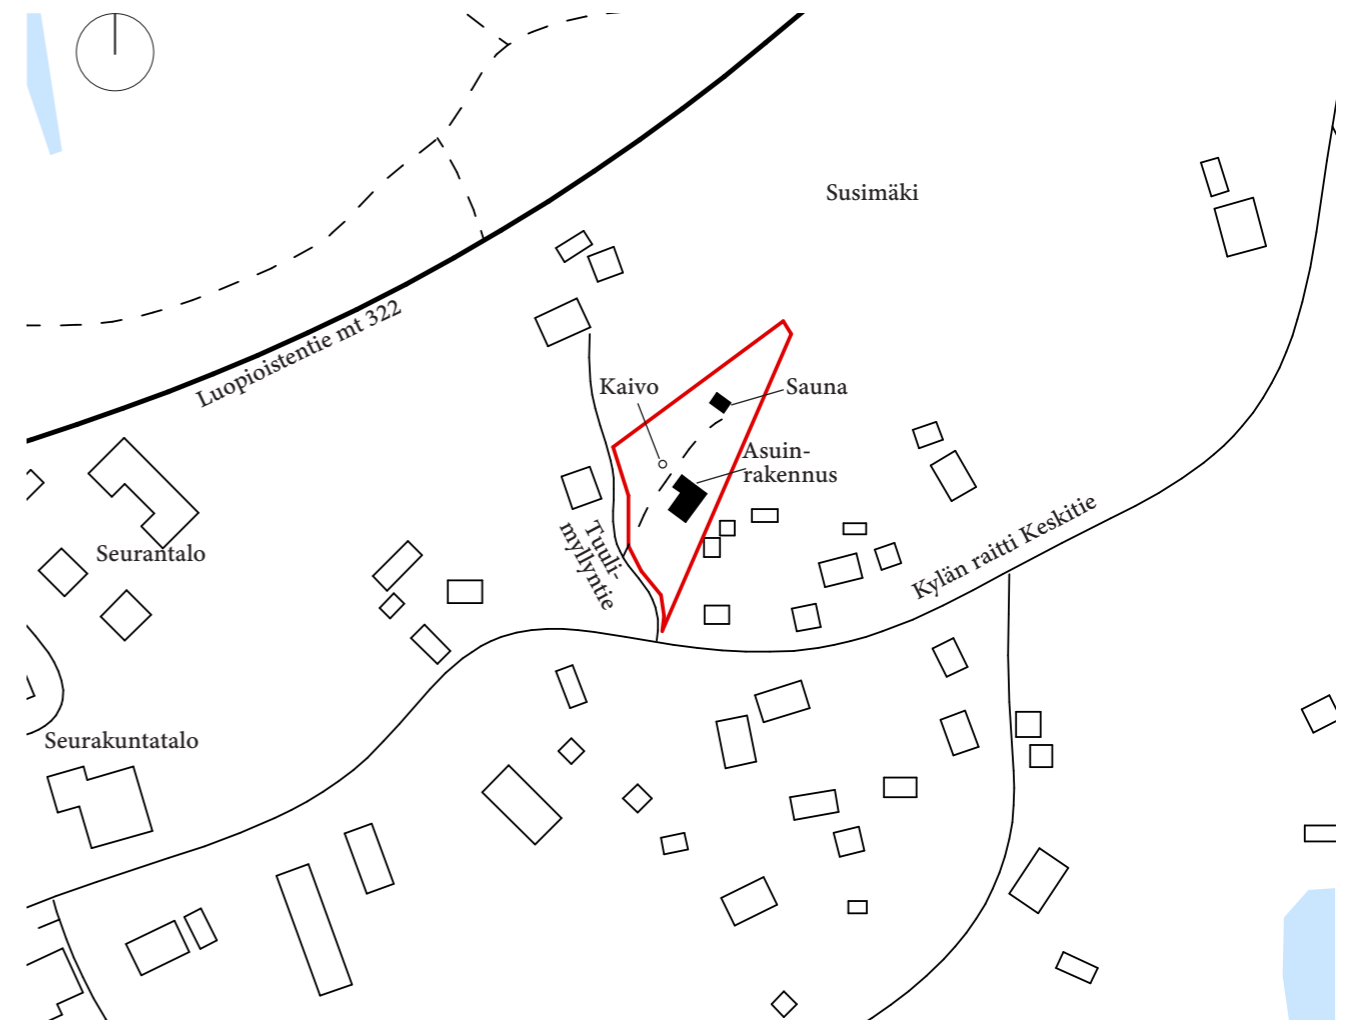 Susimäki
Luopioistentie mt 322
Kaivo
Sauna
Asuin-
rakennus
Tuuli-
myllyntie
Kylän raitti Keskitie
Seurantalo
Seurakuntatalo